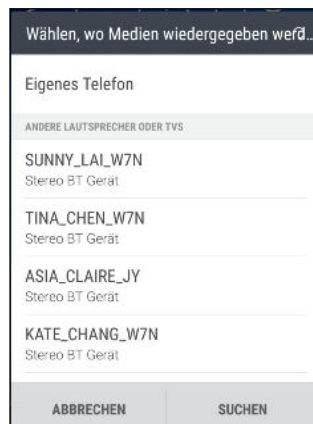 Wählen, wo Medien wiedergegeben werd...
Eigenes Telefon
ANDERE LAUTSPRECHER ODER TVS
SUNNY_LAI_W7N
Stereo BT Gerät
TINA_CHEN_W7N
Stereo BT Gerät
ASIA_CLAIRE_JY
Stereo BT Gerät
KATE_CHANG_W7N
Stereo BT Gerät
ABBRECHEN SUCHEN